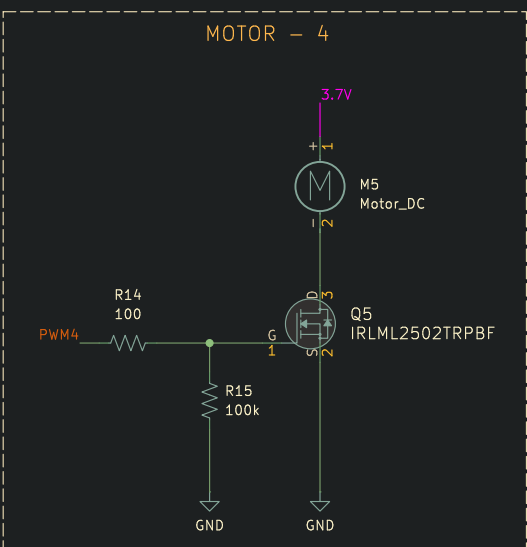 MOTOR - 4
3.7V
+
1
M
M5
Motor_DC
-
2
D
3
R14
100
Q5
IRLML2502TRPBF
PWM4
G
1
S
2
R15
100k
GND
GND